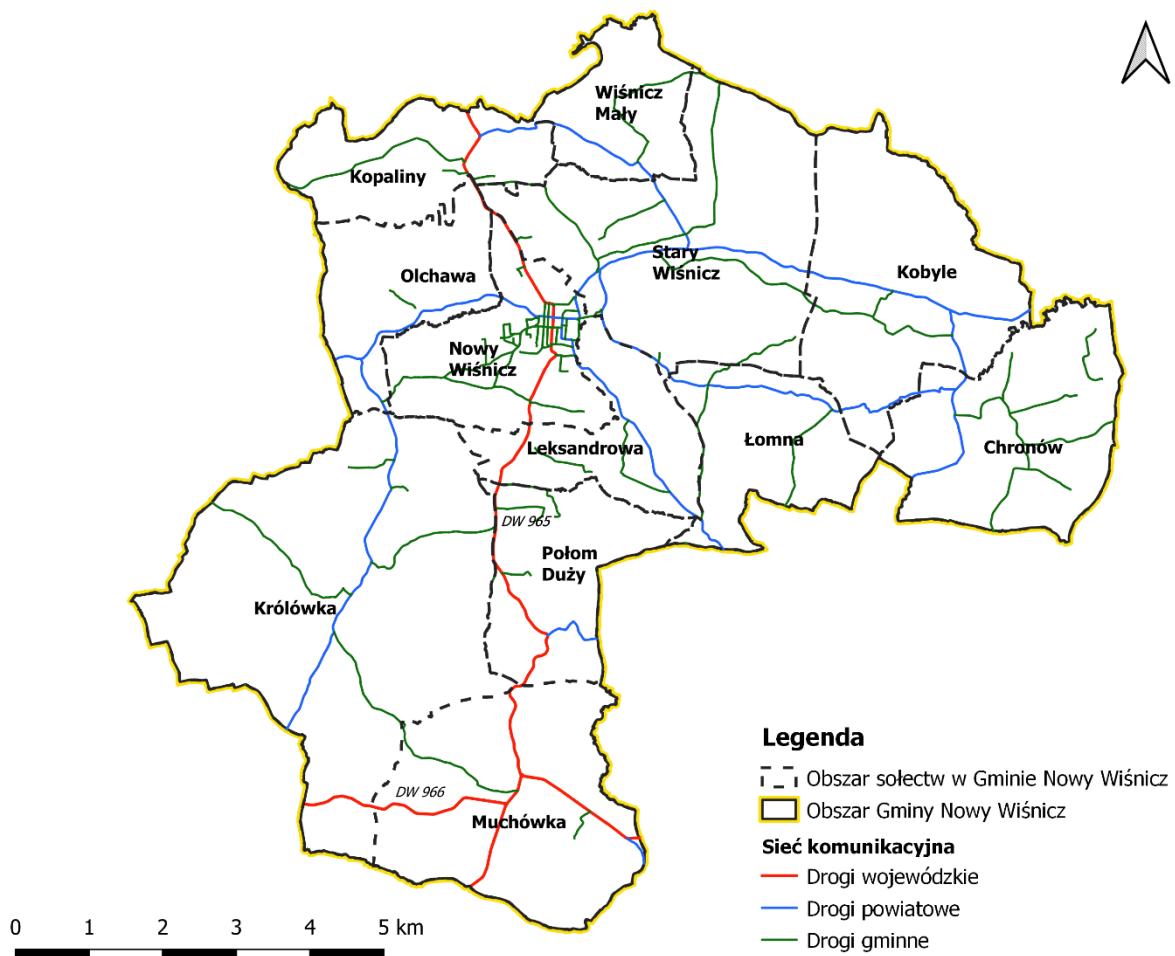 Wiśnicz
Mały
Kopaliny
Stary
Wiśnicz
Olchawa
Kobyle
Nowy
Wiśnicz
Leksandrowa
Łomna
Chronów
DW 965
Połom
Duży
Królówka
DW 966
Muchówka
Legenda
Obszar sołectw w Gminie Nowy Wiśnicz
Obszar Gminy Nowy Wiśnicz
Sieć komunikacyjna
Drogi wojewódzkie
Drogi powiatowe
Drogi gminne
0 1 2 3 4 5 km